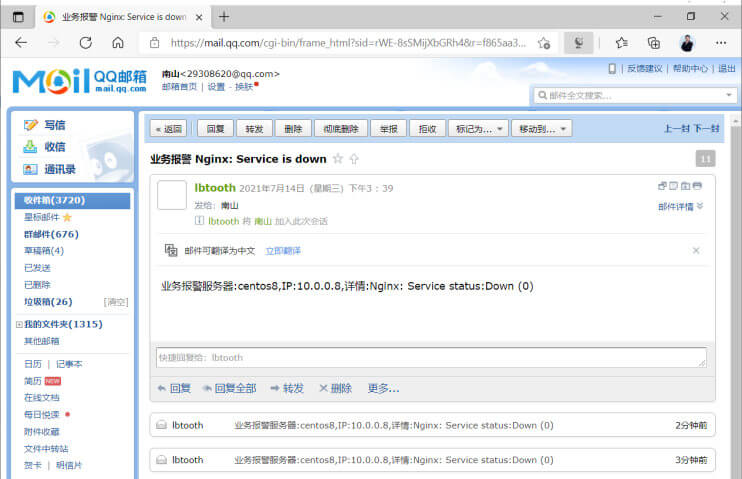 业务报警 Nginx: Service is down
https://mail.qq.com/cgi-bin/frame_html?sid=rWE-8sSMijXbGRh4&r=f865aa3...
Mail QQ邮箱
mail.qq.com
南山<29308620@qq.com>
邮箱首页 | 设置 - 换肤
反馈建议 | 帮助中心 | 退出
邮件全文搜索...
写信
收信
通讯录
收件箱(3720)
星标邮件
群邮件(676)
草稿箱(4)
已发送
已删除
垃圾箱(26) [清空]
我的文件夹(1315)
其他邮箱
日历 | 记事本
简历 NEW
在线文档
每日悦读
附件收藏
文件中转站
贺卡 | 明信片
« 返回 回复 转发 删除 彻底删除 举报 拒收 标记为... 移动到... 上一封 下一封
业务报警 Nginx: Service is down 11
lbtooth 2021年7月14日 (星期三) 下午3:39
发给: 南山 邮件详情
lbtooth 将 南山 加入此次会话
邮件可翻译为中文 立即翻译
业务报警服务器:centos8,IP:10.0.0.8,详情:Nginx: Service status:Down (0)
快捷回复给: lbtooth
回复 回复全部 转发 删除 更多...
lbtooth 业务报警服务器:centos8,IP:10.0.0.8,详情:Nginx: Service status:Down (0) 2分钟前
lbtooth 业务报警服务器:centos8,IP:10.0.0.8,详情:Nginx: Service status:Down (0) 3分钟前